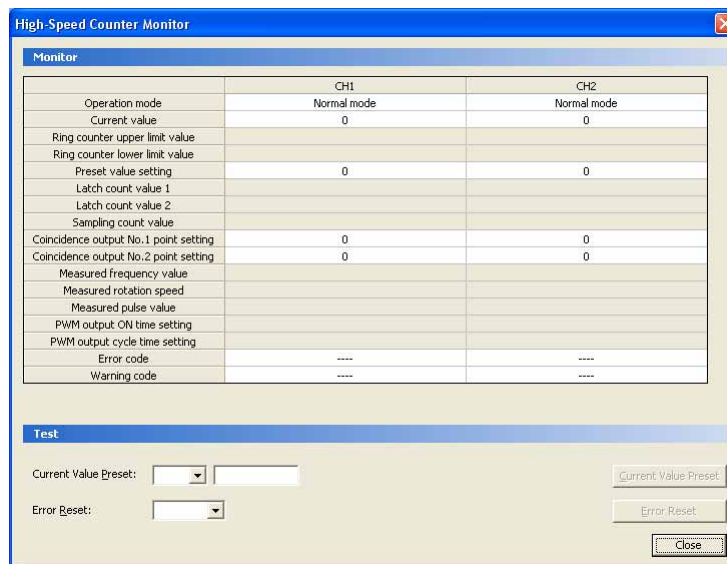 High-Speed Counter Monitor
Monitor
CH1 CH2
Operation mode Normal mode Normal mode
Current value 0 0
Ring counter upper limit value
Ring counter lower limit value
Preset value setting 0 0
Latch count value 1
Latch count value 2
Sampling count value
Coincidence output No.1 point setting 0 0
Coincidence output No.2 point setting 0 0
Measured frequency value
Measured rotation speed
Measured pulse value
PWM output ON time setting
PWM output cycle time setting
Error code ---- ----
Warning code ---- ----
Test
Current Value Preset: Current Value Preset
Error Reset: Error Reset
Close